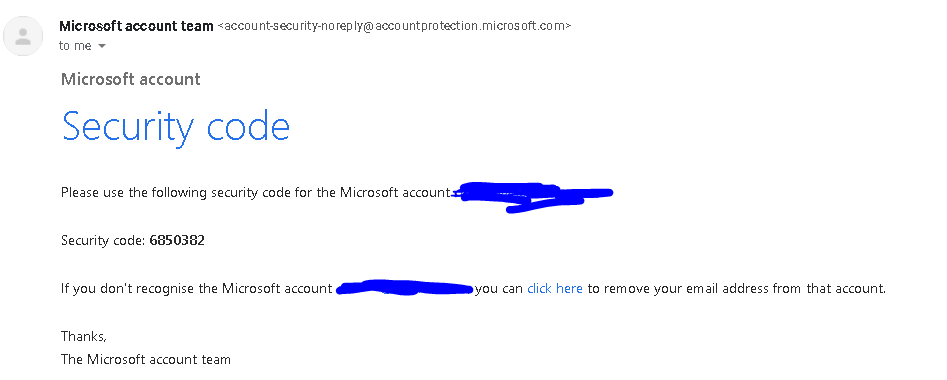 Microsoft account team <account-security-noreply@accountprotection.microsoft.com>
to me
Microsoft account
Security code
Please use the following security code for the Microsoft account
Security code: 6850382
If you don't recognise the Microsoft account you can click here to remove your email address from that account.
Thanks,
The Microsoft account team